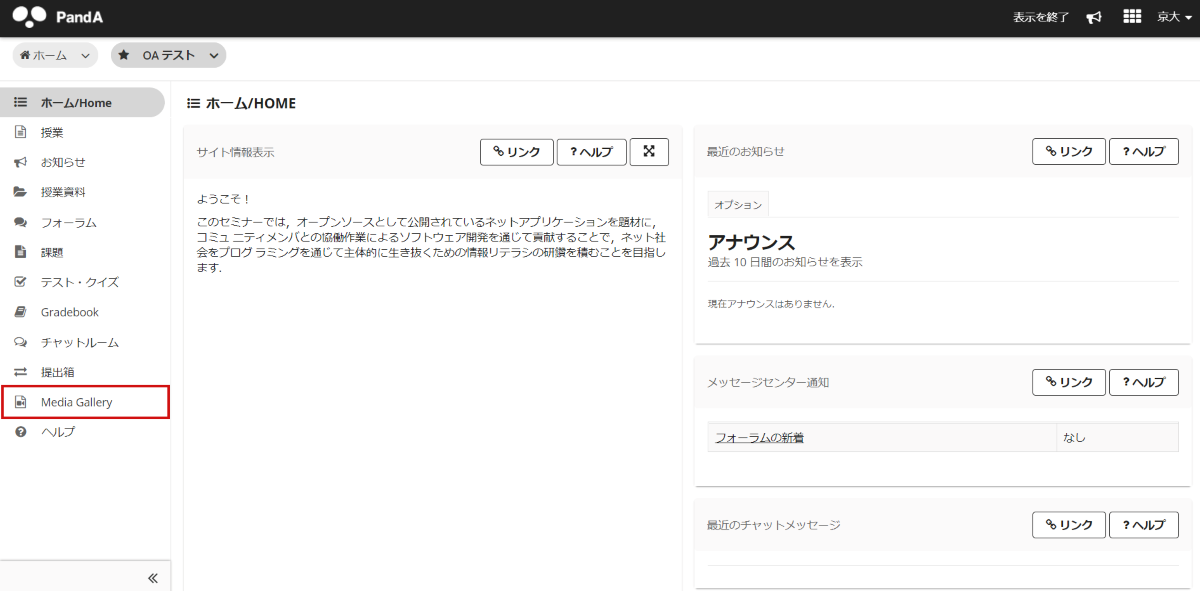 PandA
表示を終了
京大
ホーム
OA テスト
ホーム/Home
授業
お知らせ
授業資料
フォーラム
課題
テスト・クイズ
Gradebook
チャットルーム
提出箱
Media Gallery
ヘルプ
ホーム/HOME
サイト情報表示
リンク
? ヘルプ
ようこそ！
このセミナーでは，オープンソースとして公開されているネットアプリケーションを題材に，
コミュ ニティメンバとの協働作業によるソフトウェア開発を通じて貢献することで，ネット社
会をプログ ラミングを通じて主体的に生き抜くための情報リテラシの研鑽を積むことを目指し
ます.
最近のお知らせ
リンク
? ヘルプ
オプション
アナウンス
過去 10 日間のお知らせを表示
現在アナウンスはありません.
メッセージセンター通知
リンク
? ヘルプ
フォーラムの新着
なし
最近のチャットメッセージ
リンク
? ヘルプ